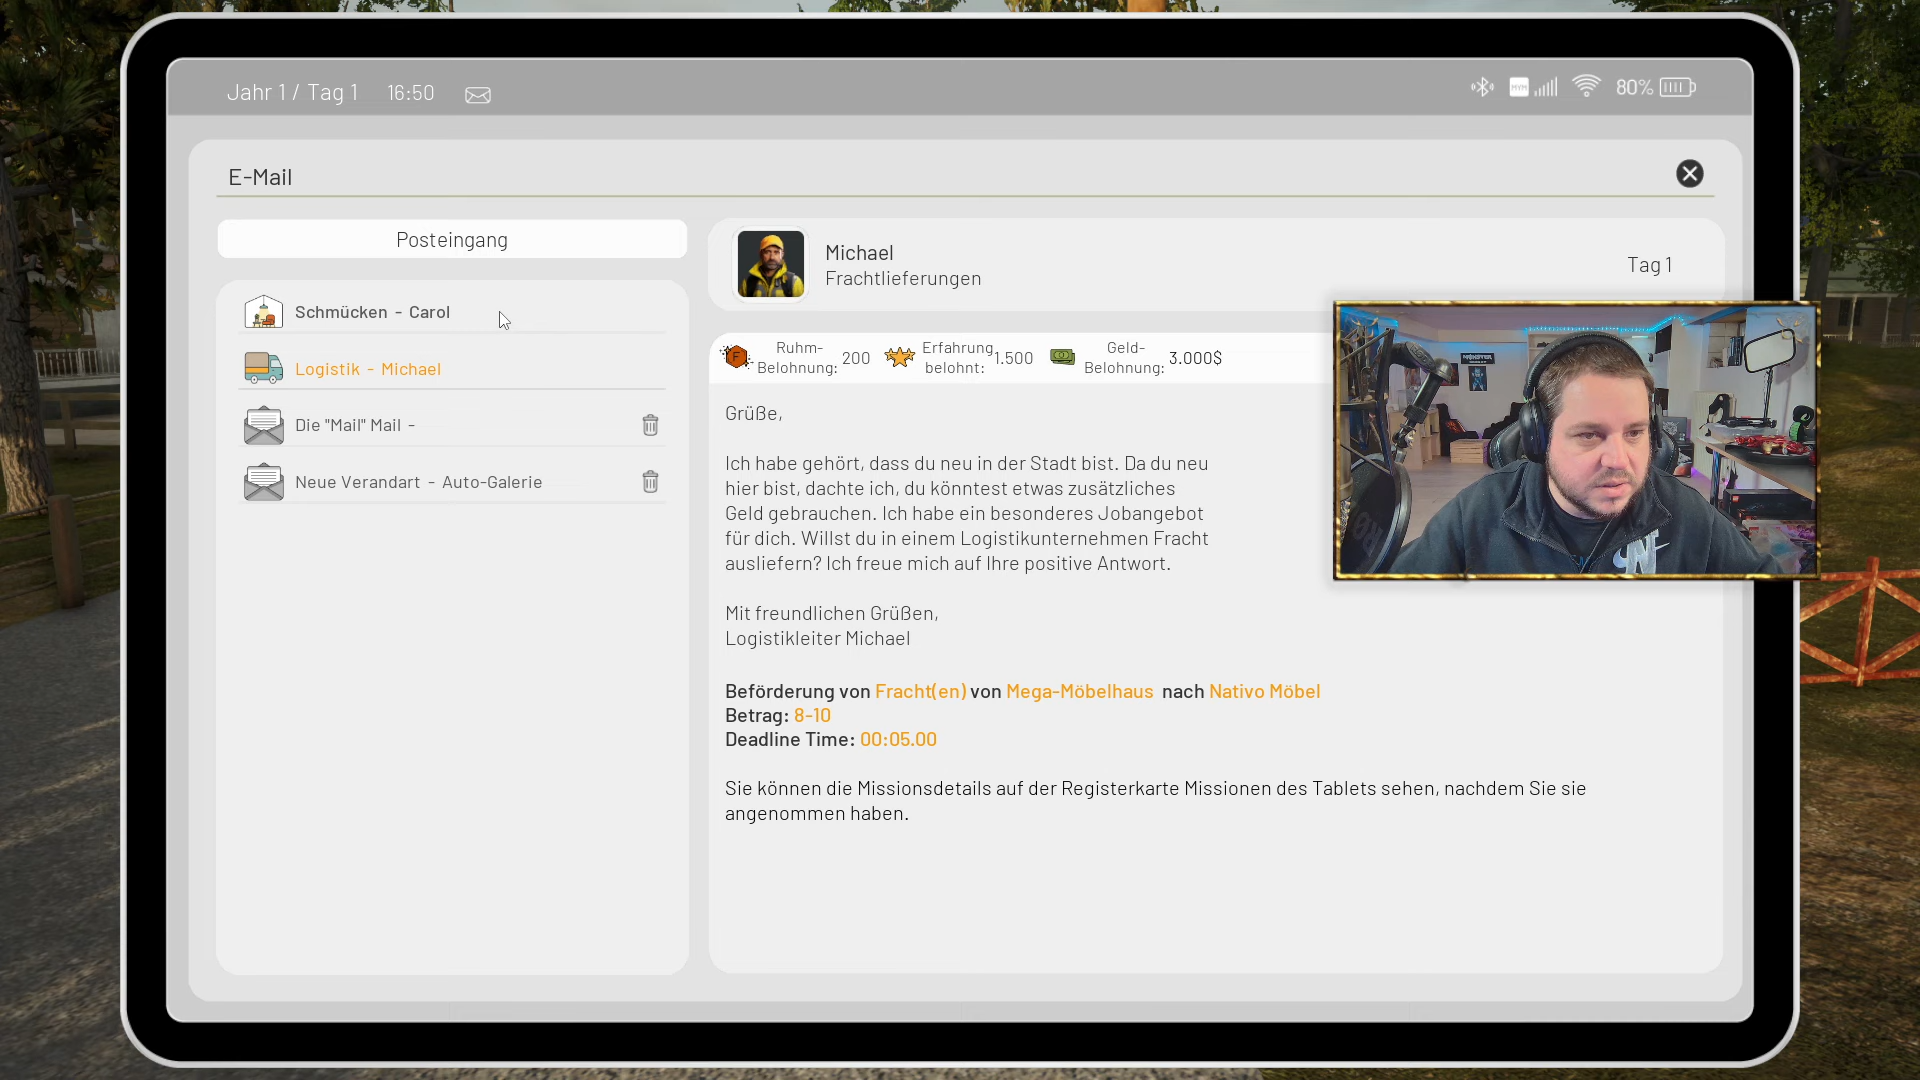 Jahr 1 / Tag 1 16:50
80%
E-Mail
Posteingang
Schmücken - Carol
Logistik - Michael
Die "Mail" Mail -
Neue Verandart - Auto-Galerie
Michael
Frachtlieferungen
Tag 1
Ruhm-
Belohnung: 200
Erfahrung
belohnt: 1.500
Geld-
Belohnung: 3.000$
Grüße,
Ich habe gehört, dass du neu in der Stadt bist. Da du neu
hier bist, dachte ich, du könntest etwas zusätzliches
Geld gebrauchen. Ich habe ein besonderes Jobangebot
für dich. Willst du in einem Logistikunternehmen Fracht
ausliefern? Ich freue mich auf Ihre positive Antwort.
Mit freundlichen Grüßen,
Logistikleiter Michael
Beförderung von Fracht(en) von Mega-Möbelhaus nach Nativo Möbel
Betrag: 8-10
Deadline Time: 00:05.00
Sie können die Missionsdetails auf der Registerkarte Missionen des Tablets sehen, nachdem Sie sie
angenommen haben.